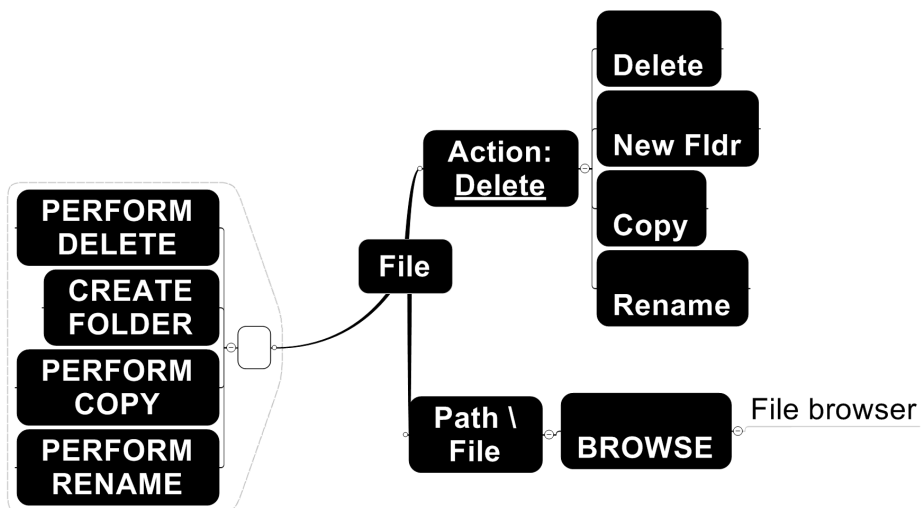 Delete
New Fldr
Action:
Delete
Copy
Rename
PERFORM
DELETE
CREATE
FOLDER
PERFORM
COPY
PERFORM
RENAME
File
Path \
File
BROWSE
File browser